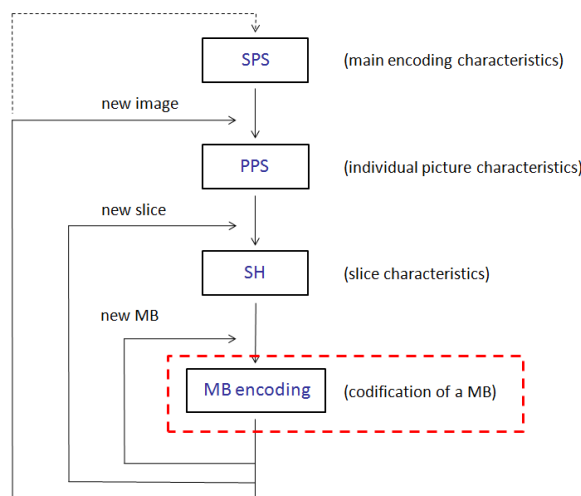 SPS (main encoding characteristics)
new image
PPS (individual picture characteristics)
new slice
SH (slice characteristics)
new MB
MB encoding (codification of a MB)